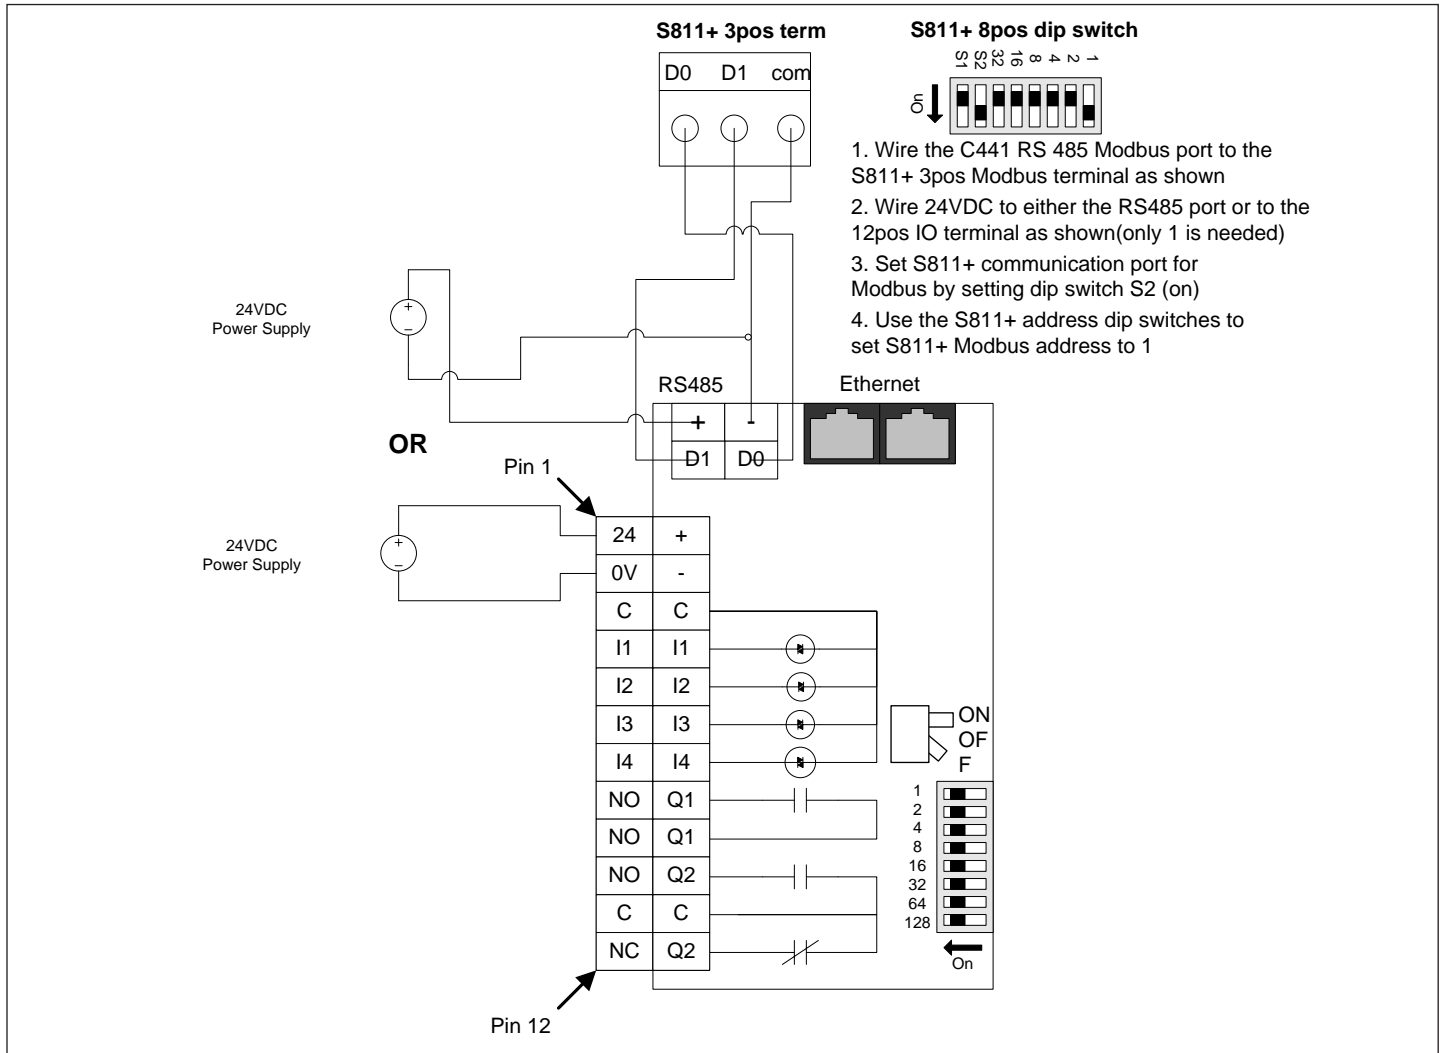 S811+ 3pos term
D0 D1 com
S811+ 8pos dip switch
S1 S2 32 16 8 4 2 1
On
1. Wire the C441 RS 485 Modbus port to the
S811+ 3pos Modbus terminal as shown
2. Wire 24VDC to either the RS485 port or to the
12pos IO terminal as shown(only 1 is needed)
3. Set S811+ communication port for
Modbus by setting dip switch S2 (on)
4. Use the S811+ address dip switches to
set S811+ Modbus address to 1
24VDC
Power Supply
+
–
RS485
Ethernet
+ -
D1 D0
OR
Pin 1
24VDC
Power Supply
+
–
24 +
0V -
C C
I1 I1
I2 I2
I3 I3
I4 I4
NO Q1
NO Q1
NO Q2
C C
NC Q2
ON
OF
F
1
2
4
8
16
32
64
128
On
Pin 12